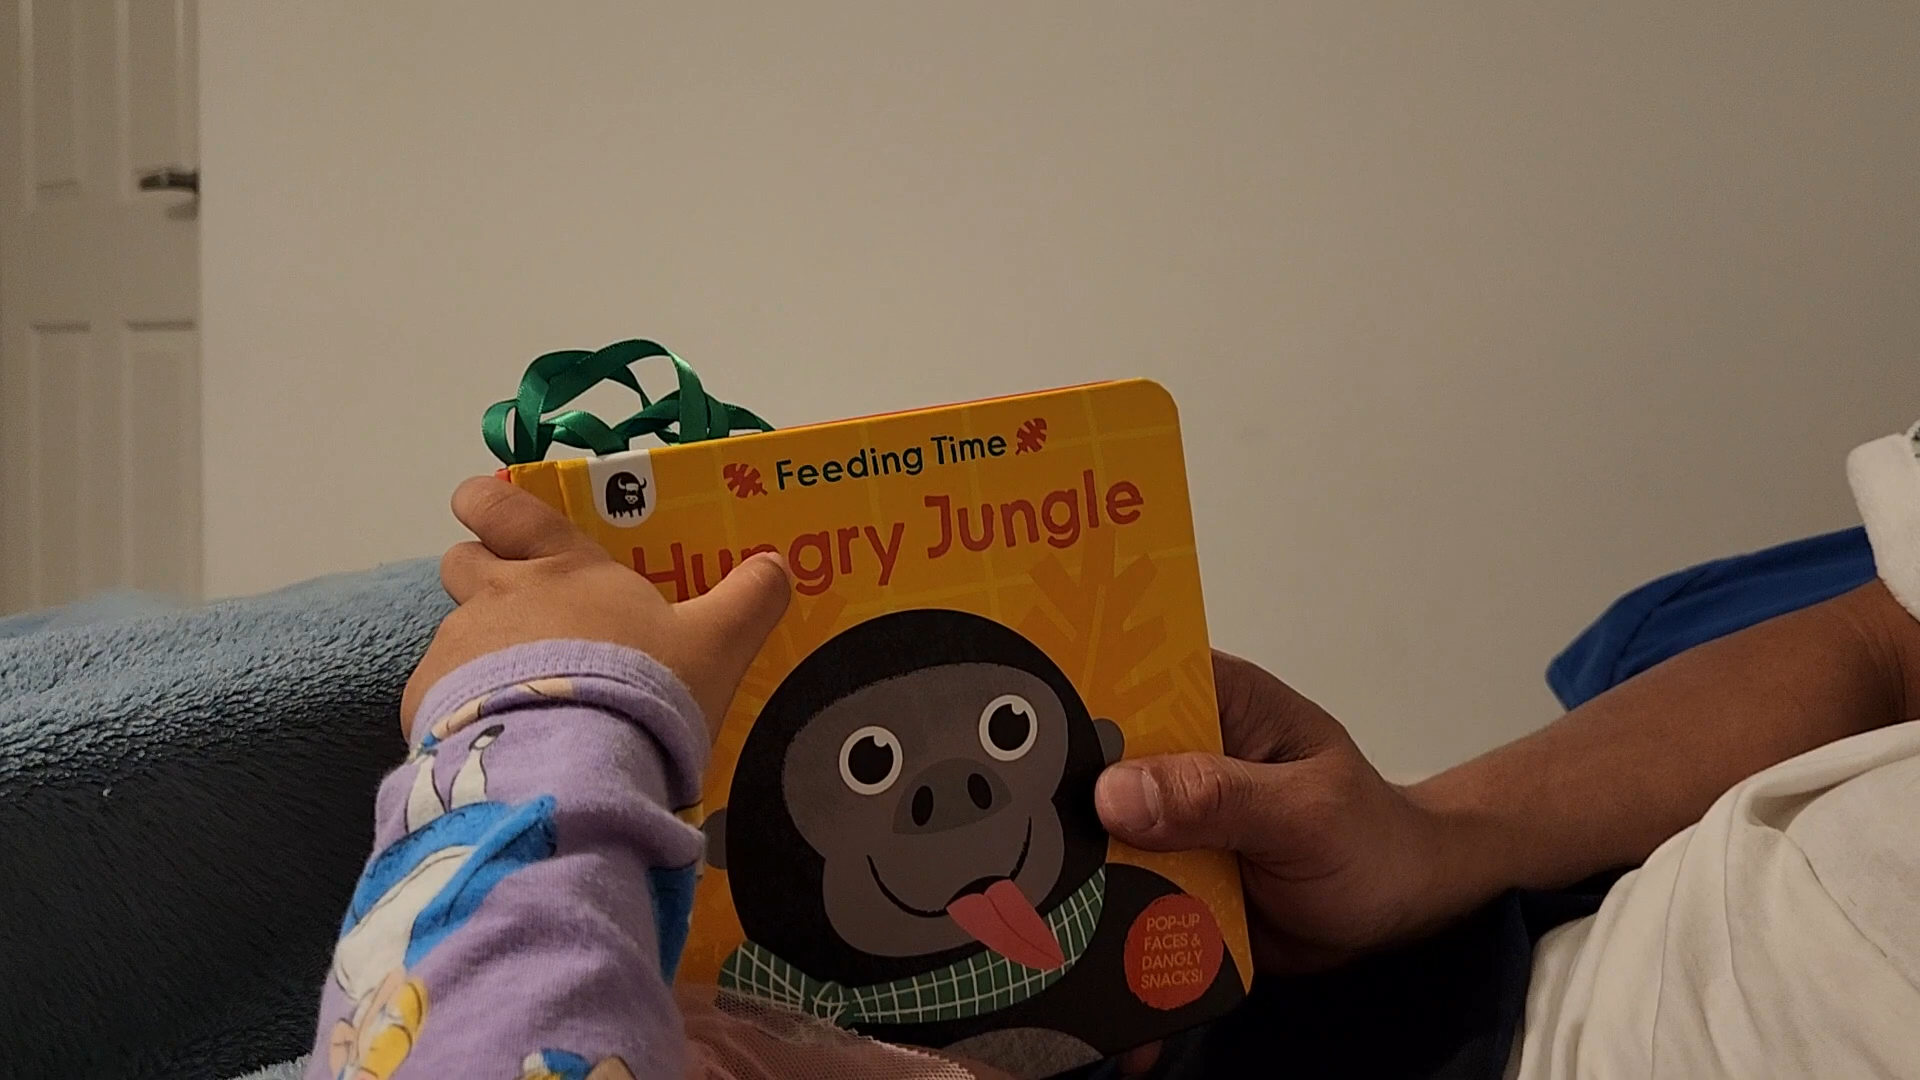 Feeding Time
Hungry Jungle
POP-UP
FACES &
DANGLY
SNACKS!